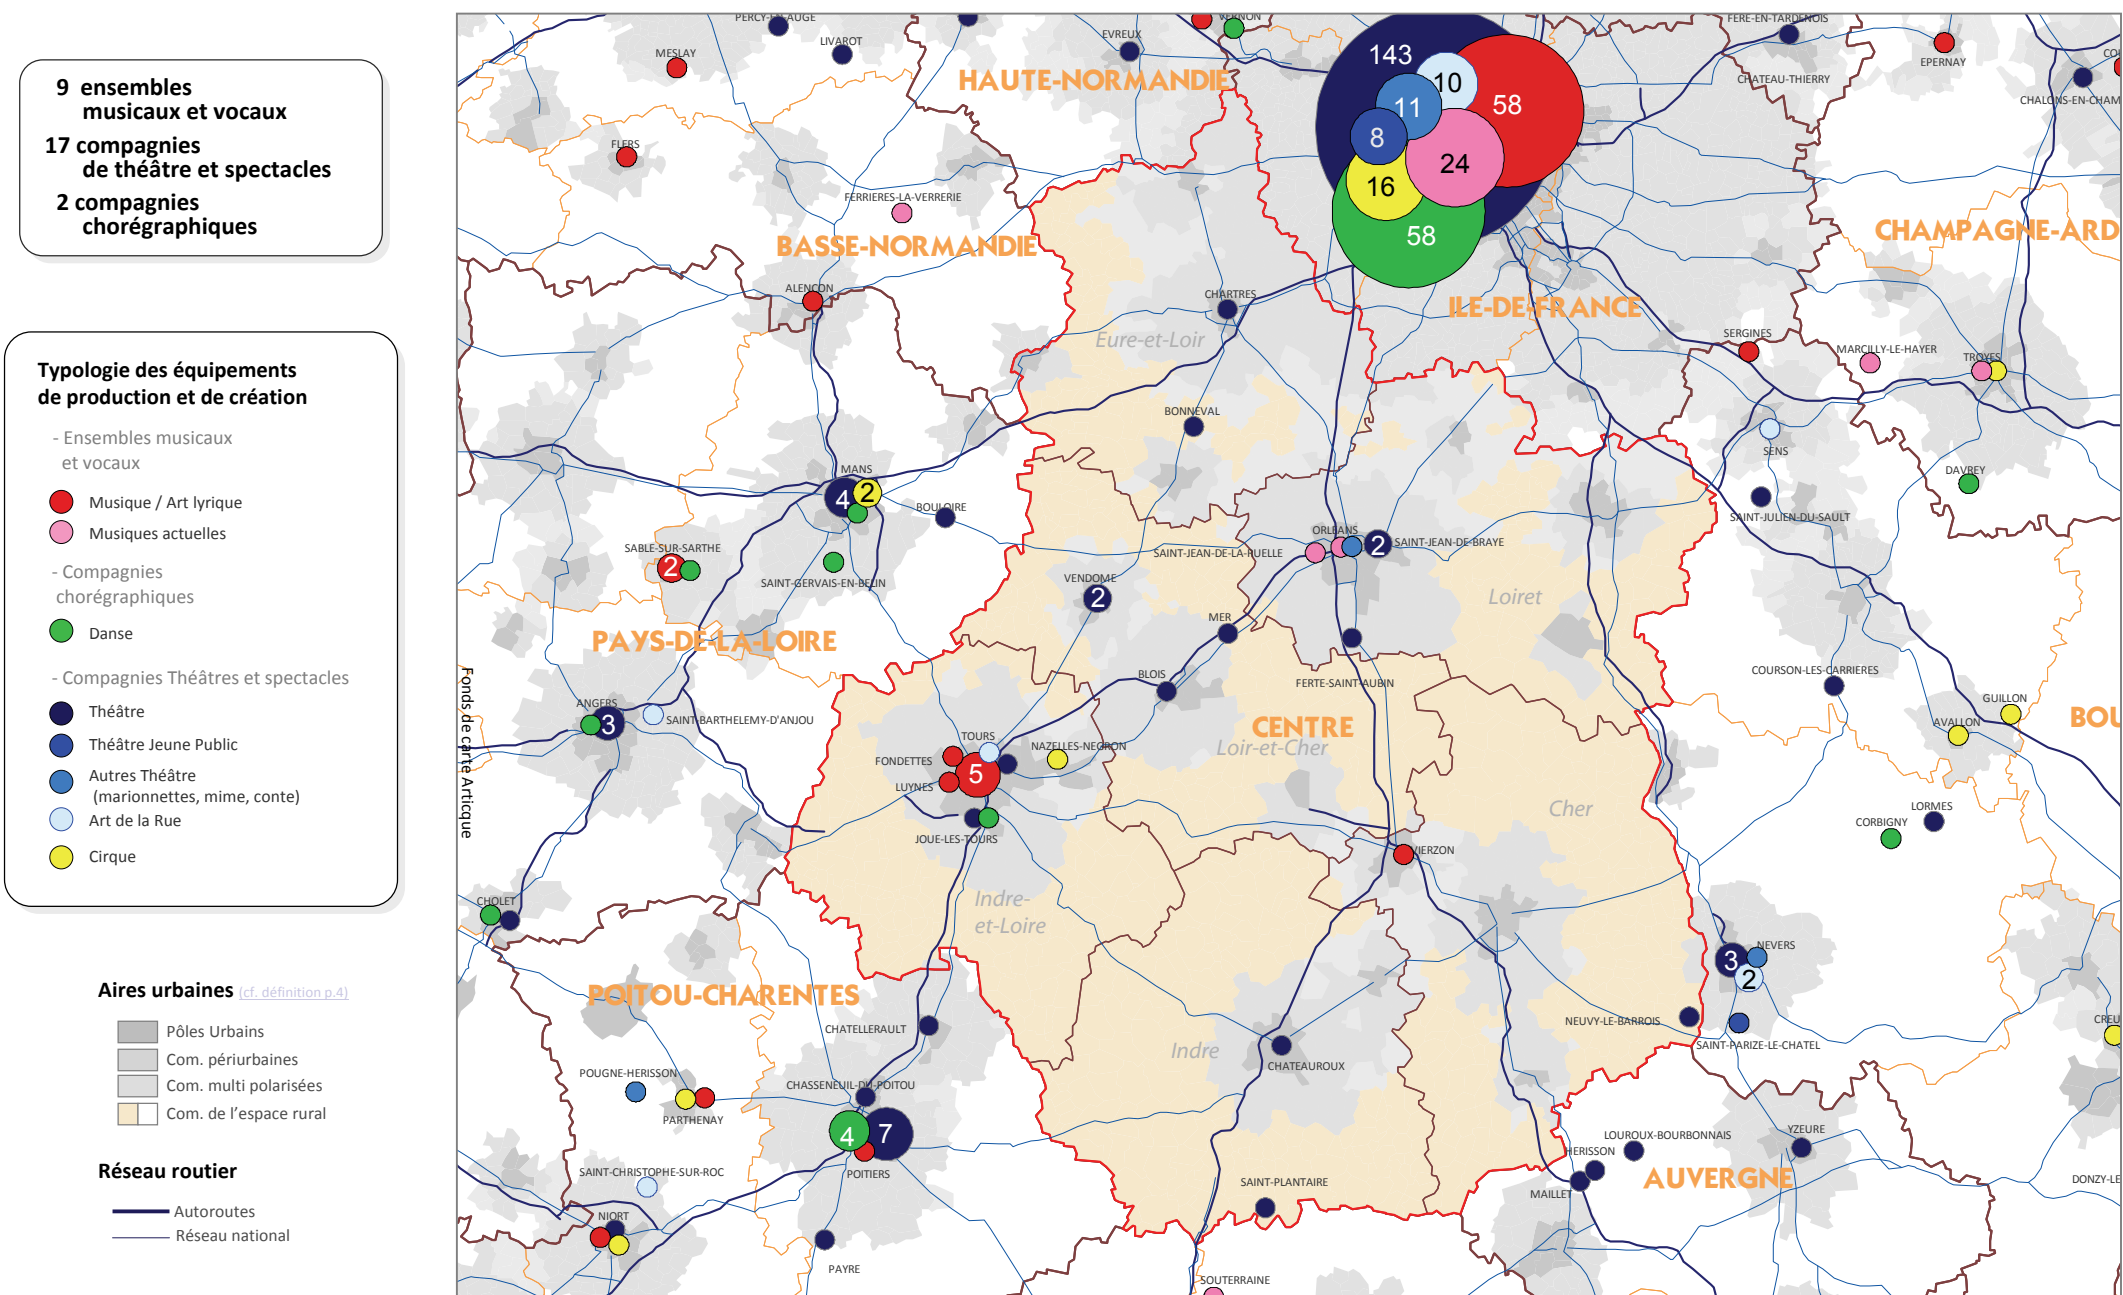 9 ensembles
musicaux et vocaux
17 compagnies
de théâtre et spectacles
2 compagnies
chorégraphiques
Typologie des équipements
de production et de création
- Ensembles musicaux
et vocaux
Musique / Art lyrique
Musiques actuelles
- Compagnies
chorégraphiques
Danse
- Compagnies Théâtres et spectacles
Théâtre
Théâtre Jeune Public
Autres Théâtre
(marionnettes, mime, conte)
Art de la Rue
Cirque
Aires urbaines (cf. définition p.4)
Pôles Urbains
Com. périurbaines
Com. multi polarisées
Com. de l'espace rural
Réseau routier
Autoroutes
Réseau national
Fonds de carte Articque
PERCY-EN-AUGE
LIVAROT
MESLAY
EVREUX
VERNON
FERE-EN-TARDENOIS
EPERNAY
CHATEAU-THIERRY
CHALONS-EN-CHAM
HAUTE-NORMANDIE
143
10
58
11
8
24
16
58
FLERS
FERRIERES-LA-VERRERIE
BASSE-NORMANDIE
CHAMPAGNE-ARD
ALENCON
CHARTRES
ILE-DE-FRANCE
Eure-et-Loir
SERGINES
MARCILLY-LE-HAYER
TROYES
BONNEVAL
SENS
MANS
4
2
BOULOIRE
DAVREY
SAINT-JULIEN-DU-SAULT
ORLEANS
SAINT-JEAN-DE-LA-RUELLE
2
SAINT-JEAN-DE-BRAYE
SABLE-SUR-SARTHE
2
SAINT-GERVAIS-EN-BELIN
VENDOME
2
Loiret
MER
PAYS-DE-LA-LOIRE
BLOIS
FERTE-SAINT-AUBIN
COURSON-LES-CARRIERES
GUILLON
ANGERS
3
SAINT-BARTHELEMY-D'ANJOU
AVALLON
BOU
CENTRE
Loir-et-Cher
TOURS
NAZELLES-NEGRON
FONDETTES
5
LUYNES
Cher
LORMES
CORBIGNY
JOUE-LES-TOURS
VIERZON
CHOLET
Indre-
et-Loire
NEVERS
3
2
POITOU-CHARENTES
CHATELLERAULT
NEUVY-LE-BARROIS
CREU
SAINT-PARIZE-LE-CHATEL
Indre
CHATEAUROUX
POUGNE-HERISSON
CHASSENEUIL-DU-POITOU
PARTHENAY
4
7
POITIERS
LOUROUX-BOURBONNAIS
YZEURE
HERISSON
AUVERGNE
SAINT-CHRISTOPHE-SUR-ROC
SAINT-PLANTAIRE
MAILLET
DONZY-LE
NIORT
PAYRE
SOUTERRAINE